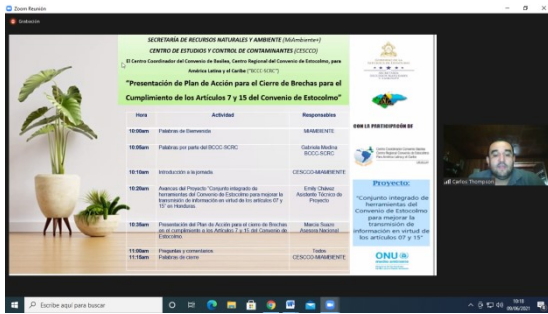 Zoom Reunión
Grabación
SECRETARÍA DE RECURSOS NATURALES Y AMBIENTE (MiAmbiente+)
CENTRO DE ESTUDIOS Y CONTROL DE CONTAMINANTES (CESCCO)
El Centro Coordinador del Convenio de Basilea, Centro Regional del Convenio de Estocolmo, para
América Latina y el Caribe ("BCCC-SCRC")
"Presentación de Plan de Acción para el Cierre de Brechas para el
Cumplimiento de los Artículos 7 y 15 del Convenio de Estocolmo"
Hora Actividad Responsables
10:00am Palabras de Bienvenida MIAMBIENTE
10:05am Palabras por parte del BCCC-SCRC Gabriela Medina
BCCC-SCRC
10:10am Introducción a la jornada CESCCO-MIAMBIENTE
10:20am Avances del Proyecto "Conjunto integrado de
herramientas del Convenio de Estocolmo para mejorar la
transmisión de información en virtud de los artículos 07 y
15" en Honduras.
Emily Chávez
Asistente Técnico de
Proyecto
10:35am Presentación del Plan de Acción para el cierre de Brechas
en el cumplimiento a los Artículos 7 y 15 del Convenio de
Estocolmo
Marcia Suazo
Asesora Nacional
11:00am Preguntas y comentarios Todos
11:15am Palabras de cierre CESCCO-MIAMBIENTE
CON LA PARTICIPACIÓN DE
Proyecto:
"Conjunto integrado de
herramientas del
Convenio de Estocolmo
para mejorar la
transmisión de
información en virtud de
los artículos 07 y 15"
ONU
Carlos Thompson
Escribe aquí para buscar
10:18
09/06/2021